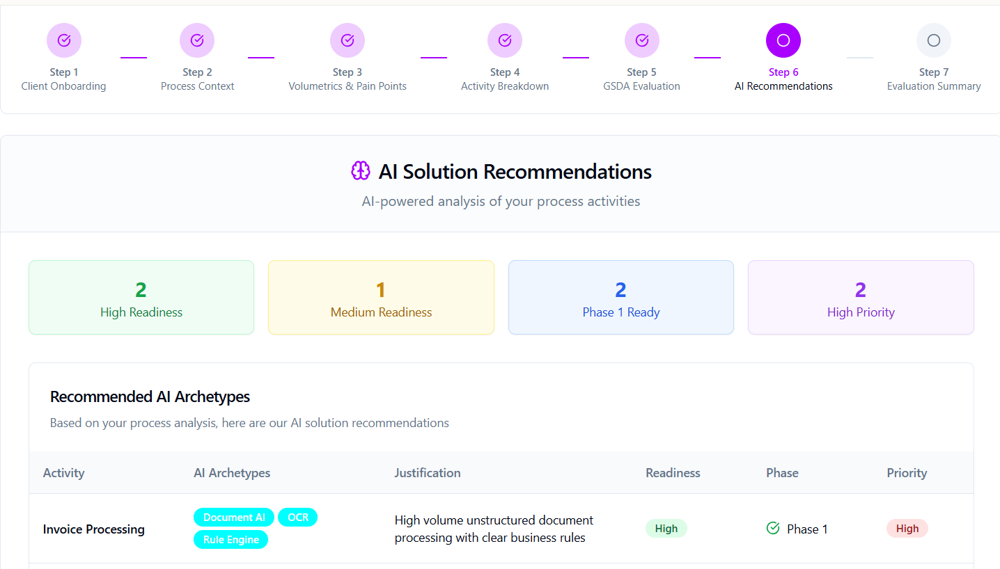 Step 1
Client Onboarding
Step 2
Process Context
Step 3
Volumetrics & Pain Points
Step 4
Activity Breakdown
Step 5
GSDA Evaluation
Step 6
AI Recommendations
Step 7
Evaluation Summary
AI Solution Recommendations
AI-powered analysis of your process activities
2
High Readiness
1
Medium Readiness
2
Phase 1 Ready
2
High Priority
Recommended AI Archetypes
Based on your process analysis, here are our AI solution recommendations
Activity AI Archetypes Justification Readiness Phase Priority
Invoice Processing
Document AI OCR
Rule Engine
High volume unstructured document
processing with clear business rules
High
Phase 1
High